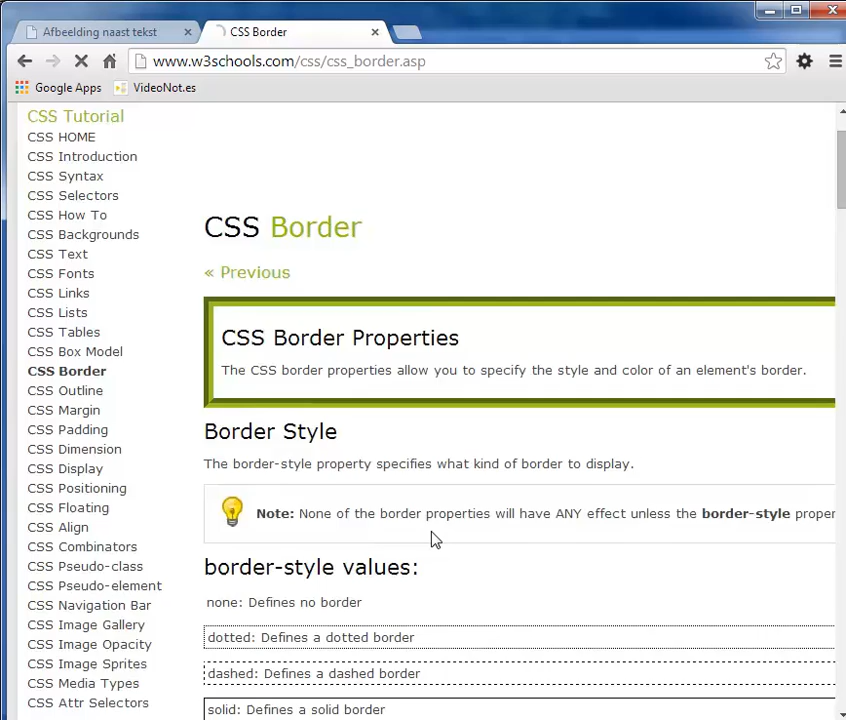 Afbeelding naast tekst
CSS Border
www.w3schools.com/css/css_border.asp
Google Apps
VideoNot.es
CSS Tutorial
CSS HOME
CSS Introduction
CSS Syntax
CSS Selectors
CSS How To
CSS Backgrounds
CSS Text
CSS Fonts
CSS Links
CSS Lists
CSS Tables
CSS Box Model
CSS Border
CSS Outline
CSS Margin
CSS Padding
CSS Dimension
CSS Display
CSS Positioning
CSS Floating
CSS Align
CSS Combinators
CSS Pseudo-class
CSS Pseudo-element
CSS Navigation Bar
CSS Image Gallery
CSS Image Opacity
CSS Image Sprites
CSS Media Types
CSS Attr Selectors
CSS Border
« Previous
CSS Border Properties
The CSS border properties allow you to specify the style and color of an element's border.
Border Style
The border-style property specifies what kind of border to display.
Note: None of the border properties will have ANY effect unless the border-style proper
border-style values:
none: Defines no border
dotted: Defines a dotted border
dashed: Defines a dashed border
solid: Defines a solid border